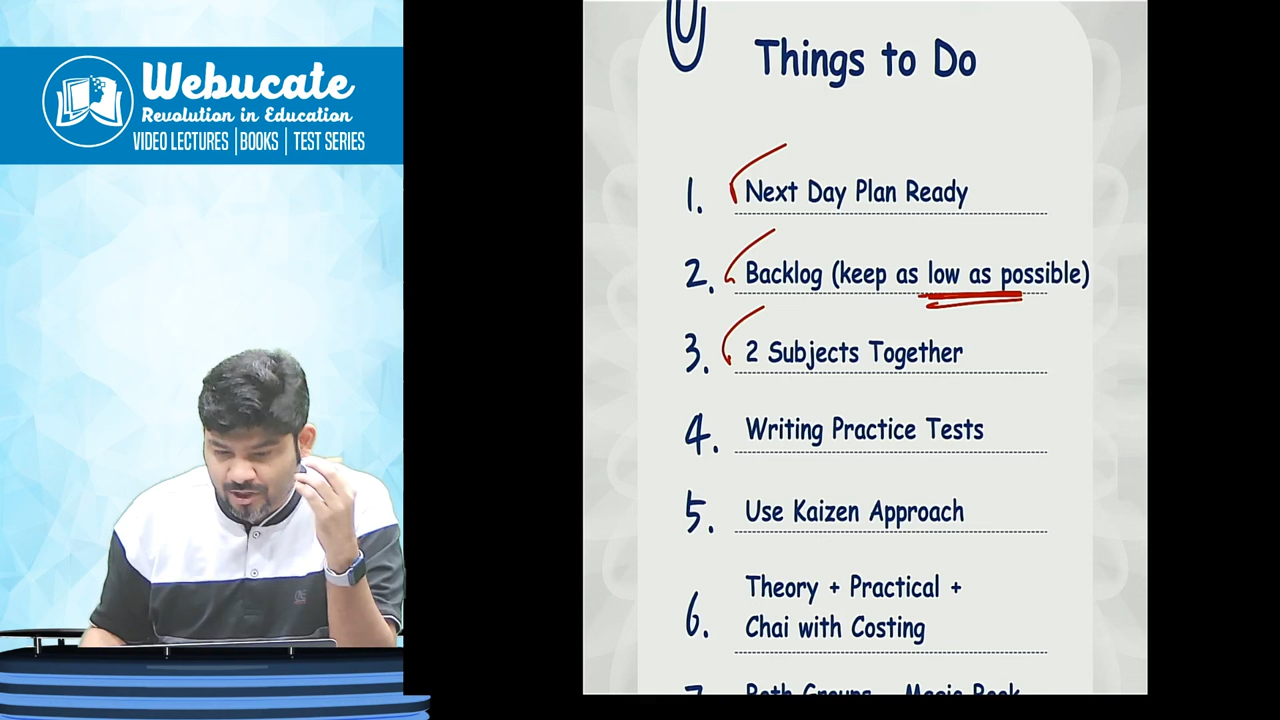 Webucate
Revolution in Education
VIDEO LECTURES | BOOKS | TEST SERIES
Things to Do
1. Next Day Plan Ready
2. Backlog (keep as low as possible)
3. 2 Subjects Together
4. Writing Practice Tests
5. Use Kaizen Approach
6. Theory + Practical +
Chai with Costing